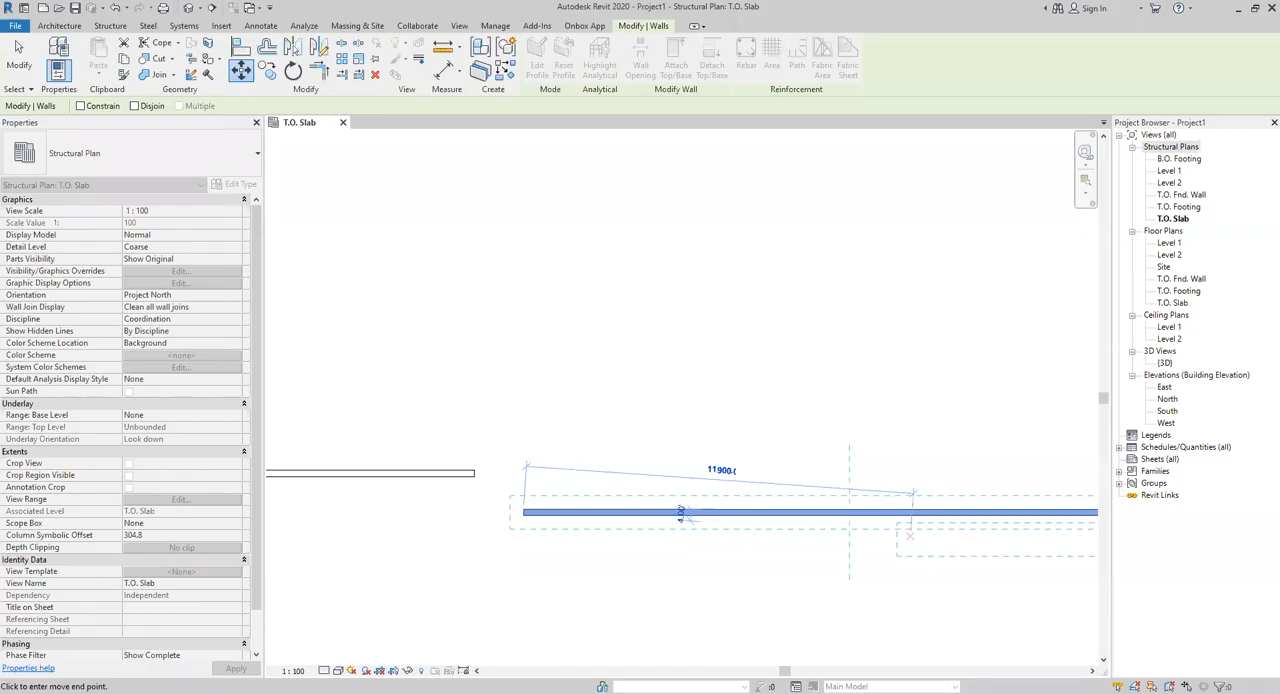 Autodesk Revit 2020 - Project1 - Structural Plan: T.O. Slab
Sign In
File Architecture Structure Steel Systems Insert Annotate Analyze Massing & Site Collaborate View Manage Add-Ins Onbox App Modify | Walls
Modify
Select
Properties
Paste
Clipboard
Cope
Cut
Join
Geometry
Modify
View
Measure
Create
Edit Profile
Reset Profile
Mode
Highlight Analytical
Analytical
Wall Opening
Attach Top/Base
Detach Top/Base
Modify Wall
Rebar
Area
Path
Fabric Area
Fabric Sheet
Reinforcement
Modify | Walls Constrain Disjoin Multiple
Properties
Structural Plan
Structural Plan: T.O. Slab Edit Type
Graphics
View Scale 1 : 100
Scale Value 1: 100
Display Model Normal
Detail Level Coarse
Parts Visibility Show Original
Visibility/Graphics Overrides Edit...
Graphic Display Options Edit...
Orientation Project North
Wall Join Display Clean all wall joins
Discipline Coordination
Show Hidden Lines By Discipline
Color Scheme Location Background
Color Scheme <none>
System Color Schemes Edit...
Default Analysis Display Style None
Sun Path
Underlay
Range: Base Level None
Range: Top Level Unbounded
Underlay Orientation Look down
Extents
Crop View
Crop Region Visible
Annotation Crop
View Range Edit...
Associated Level T.O. Slab
Scope Box None
Column Symbolic Offset 304.8
Depth Clipping No clip
Identity Data
View Template <None>
View Name T.O. Slab
Dependency Independent
Title on Sheet
Referencing Sheet
Referencing Detail
Phasing
Phase Filter Show Complete
Properties help Apply
T.O. Slab
11900
4.00°
1 : 100
Project Browser - Project1
Views (all)
Structural Plans
B.O. Footing
Level 1
Level 2
T.O. Fnd. Wall
T.O. Footing
T.O. Slab
Floor Plans
Level 1
Level 2
Site
T.O. Fnd. Wall
T.O. Footing
T.O. Slab
Ceiling Plans
Level 1
Level 2
3D Views
{3D}
Elevations (Building Elevation)
East
North
South
West
Legends
Schedules/Quantities (all)
Sheets (all)
Families
Groups
Revit Links
Click to enter move end point. :0 Main Model :0